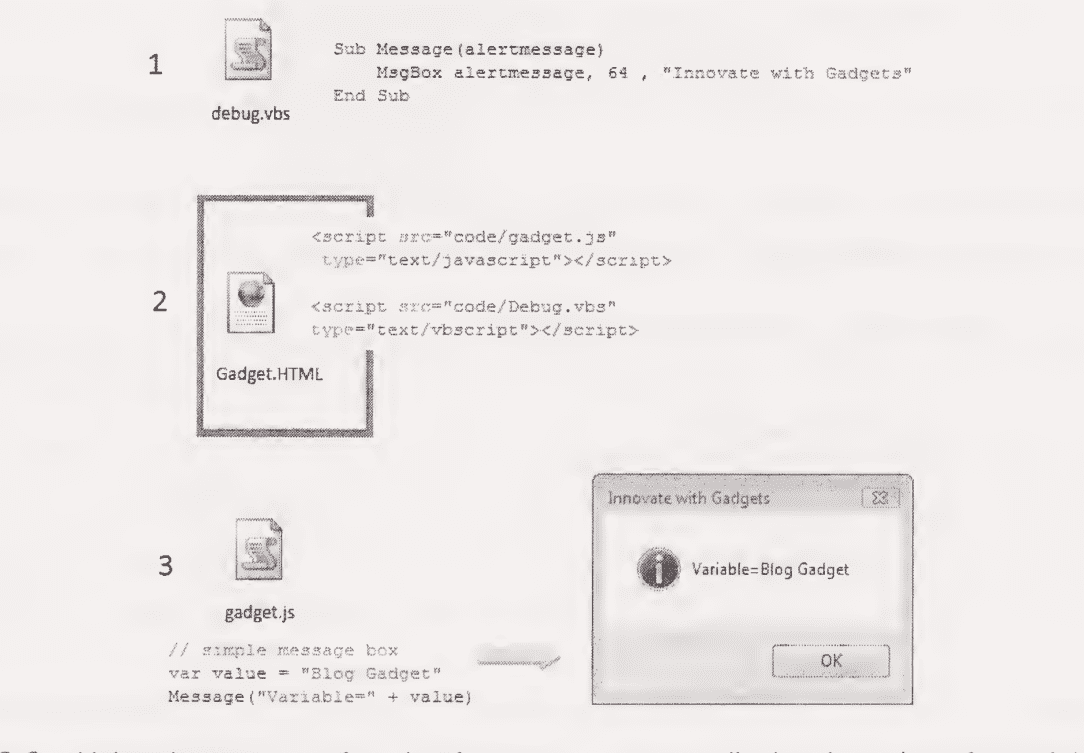 1
Sub Message(alertmessage)
MsgBox alertmessage, 64 , "Innovate with Gadgets"
End Sub
debug.vbs
<script src="code/gadget.js"
type="text/javascript"></script>
2
<script src="code/Debug.vbs"
type="text/vbscript"></script>
Gadget.HTML
3
gadget.js
// simple message box
var value = "Blog Gadget"
Message("Variable=" + value)
Innovate with Gadgets
Variable=Blog Gadget
OK